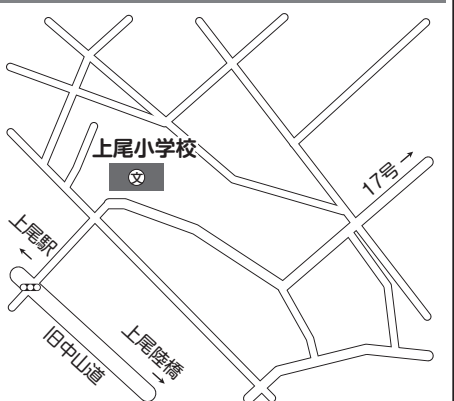 上尾小学校
文
17号
上尾駅
上尾陸橋
旧中山道